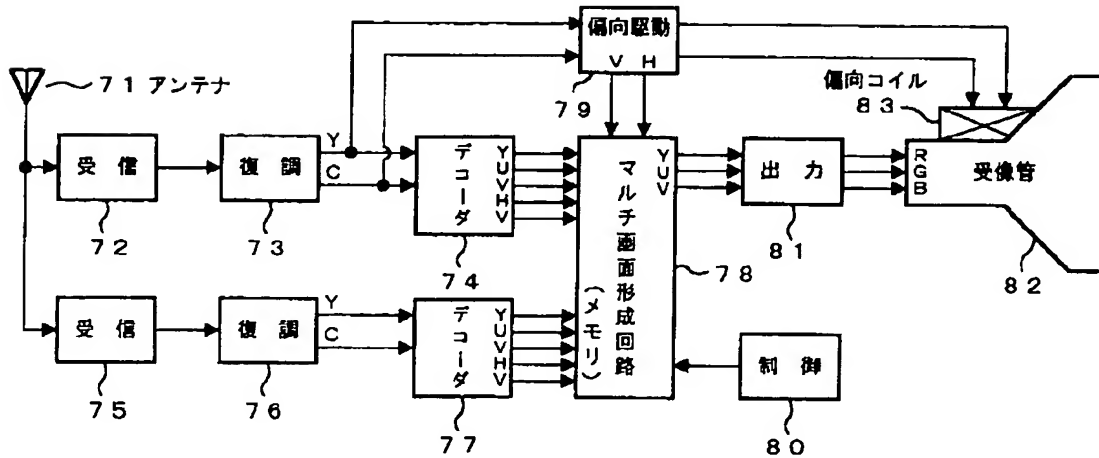 偏向駆動
V H
79
71 アンテナ
偏向コイル
83
受信
72
復調
73
Y
C
デコーダ
74
Y
U
V
H
V
マルチ画面形成回路
(メモリ)
78
Y
U
V
出力
81
R
G
B
受像管
82
受信
75
復調
76
Y
C
デコーダ
77
Y
U
V
H
V
制御
80